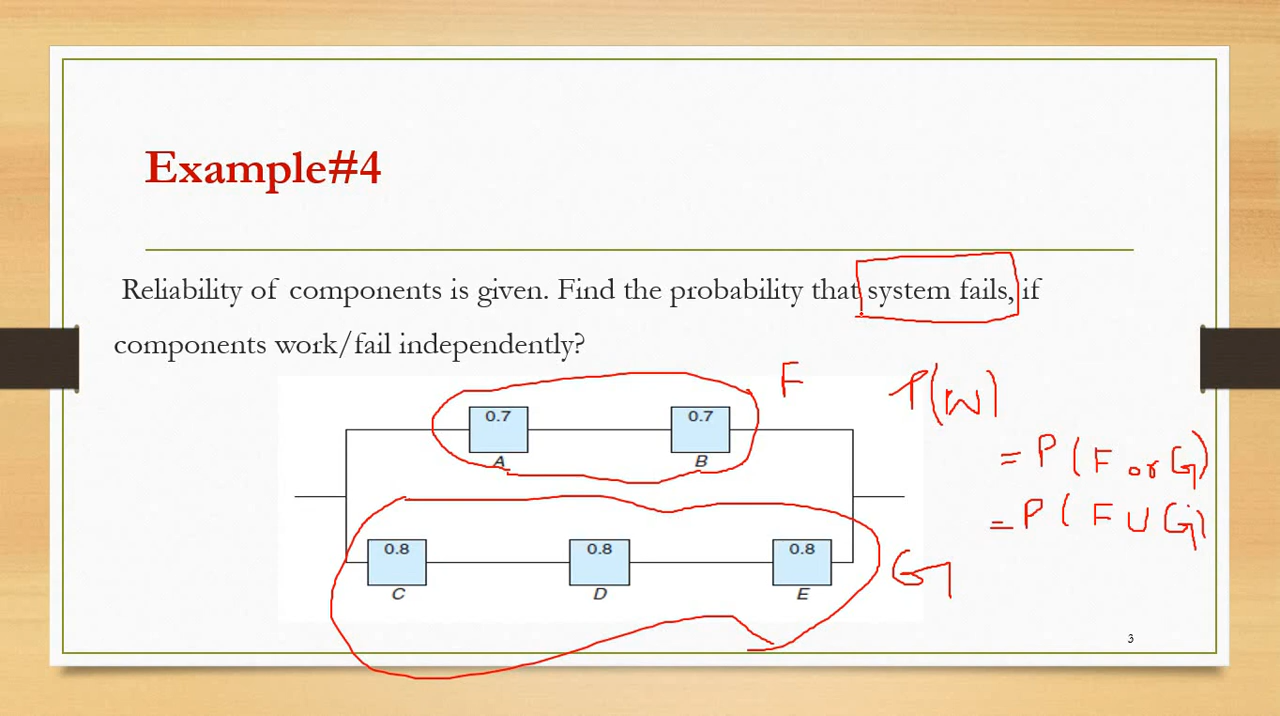 Example#4
Reliability of components is given. Find the probability that system fails, if
components work/fail independently?
F
P(W)
0.7 0.7
A B
= P ( F or G)
= P ( F U G)
0.8 0.8 0.8
G
C D E
3